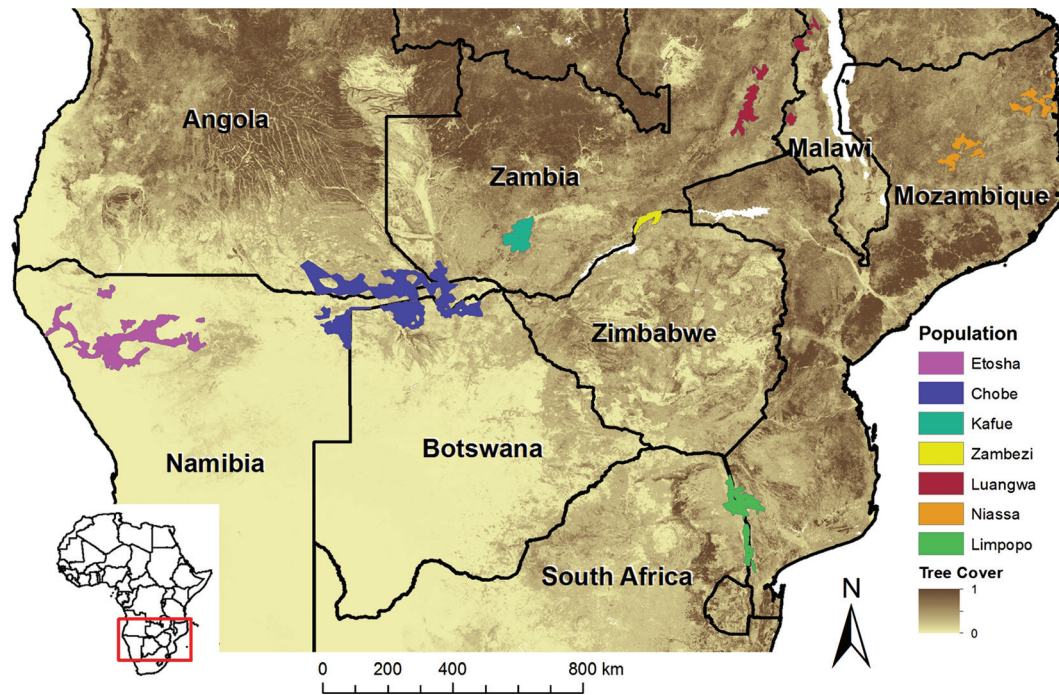 Angola
Zambia
Malawi
Mozambique
Zimbabwe
Namibia
Botswana
South Africa
Population
Etosha
Chobe
Kafue
Zambezi
Luangwa
Niassa
Limpopo
Tree Cover
1
0
N
0 200 400 800 km